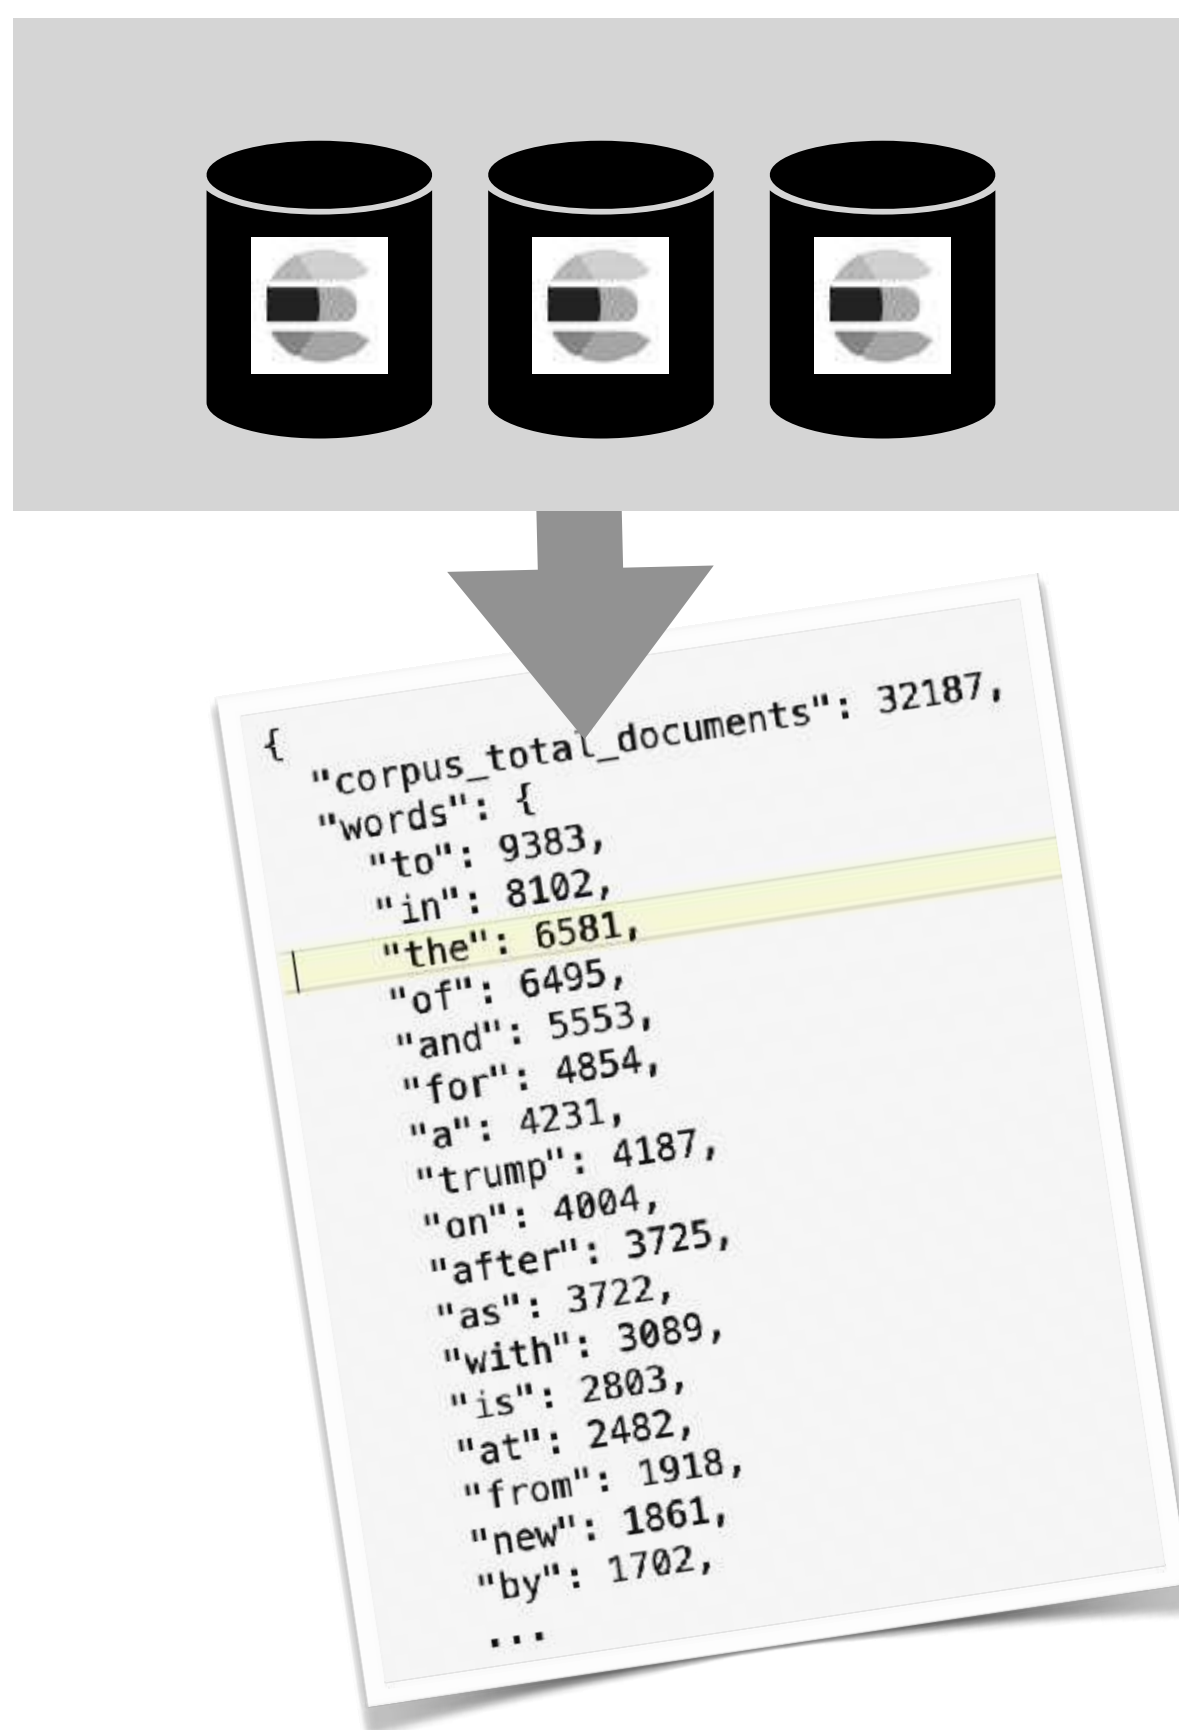 {
"corpus_total_documents": 32187,
"words": {
"to": 9383,
"in": 8102,
"the": 6581,
"of": 6495,
"and": 5553,
"for": 4854,
"a": 4231,
"trump": 4187,
"on": 4004,
"after": 3725,
"as": 3722,
"with": 3089,
"is": 2803,
"at": 2482,
"from": 1918,
"new": 1861,
"by": 1702,
...